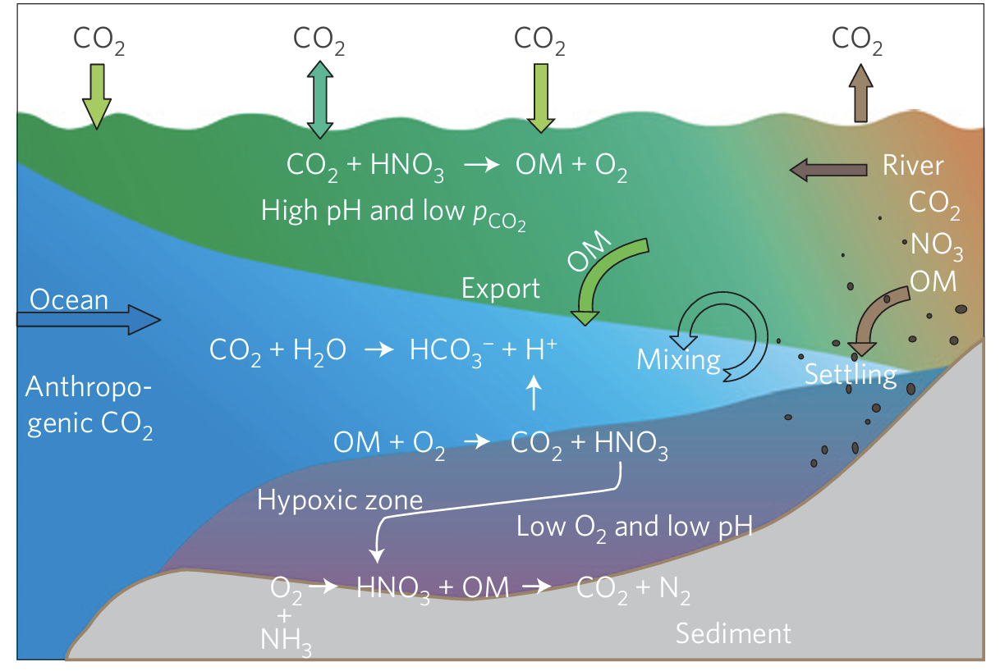 CO₂ CO₂ CO₂ CO₂
CO₂ + HNO₃ → OM + O₂
High pH and low pCO₂
River
CO₂
NO₃
OM
OM
Export
Ocean
CO₂ + H₂O → HCO₃⁻ + H⁺
Mixing
Settling
Anthropo-
genic CO₂
OM + O₂ → CO₂ + HNO₃
Hypoxic zone
Low O₂ and low pH
O₂ → HNO₃ + OM → CO₂ + N₂
+
NH₃
Sediment